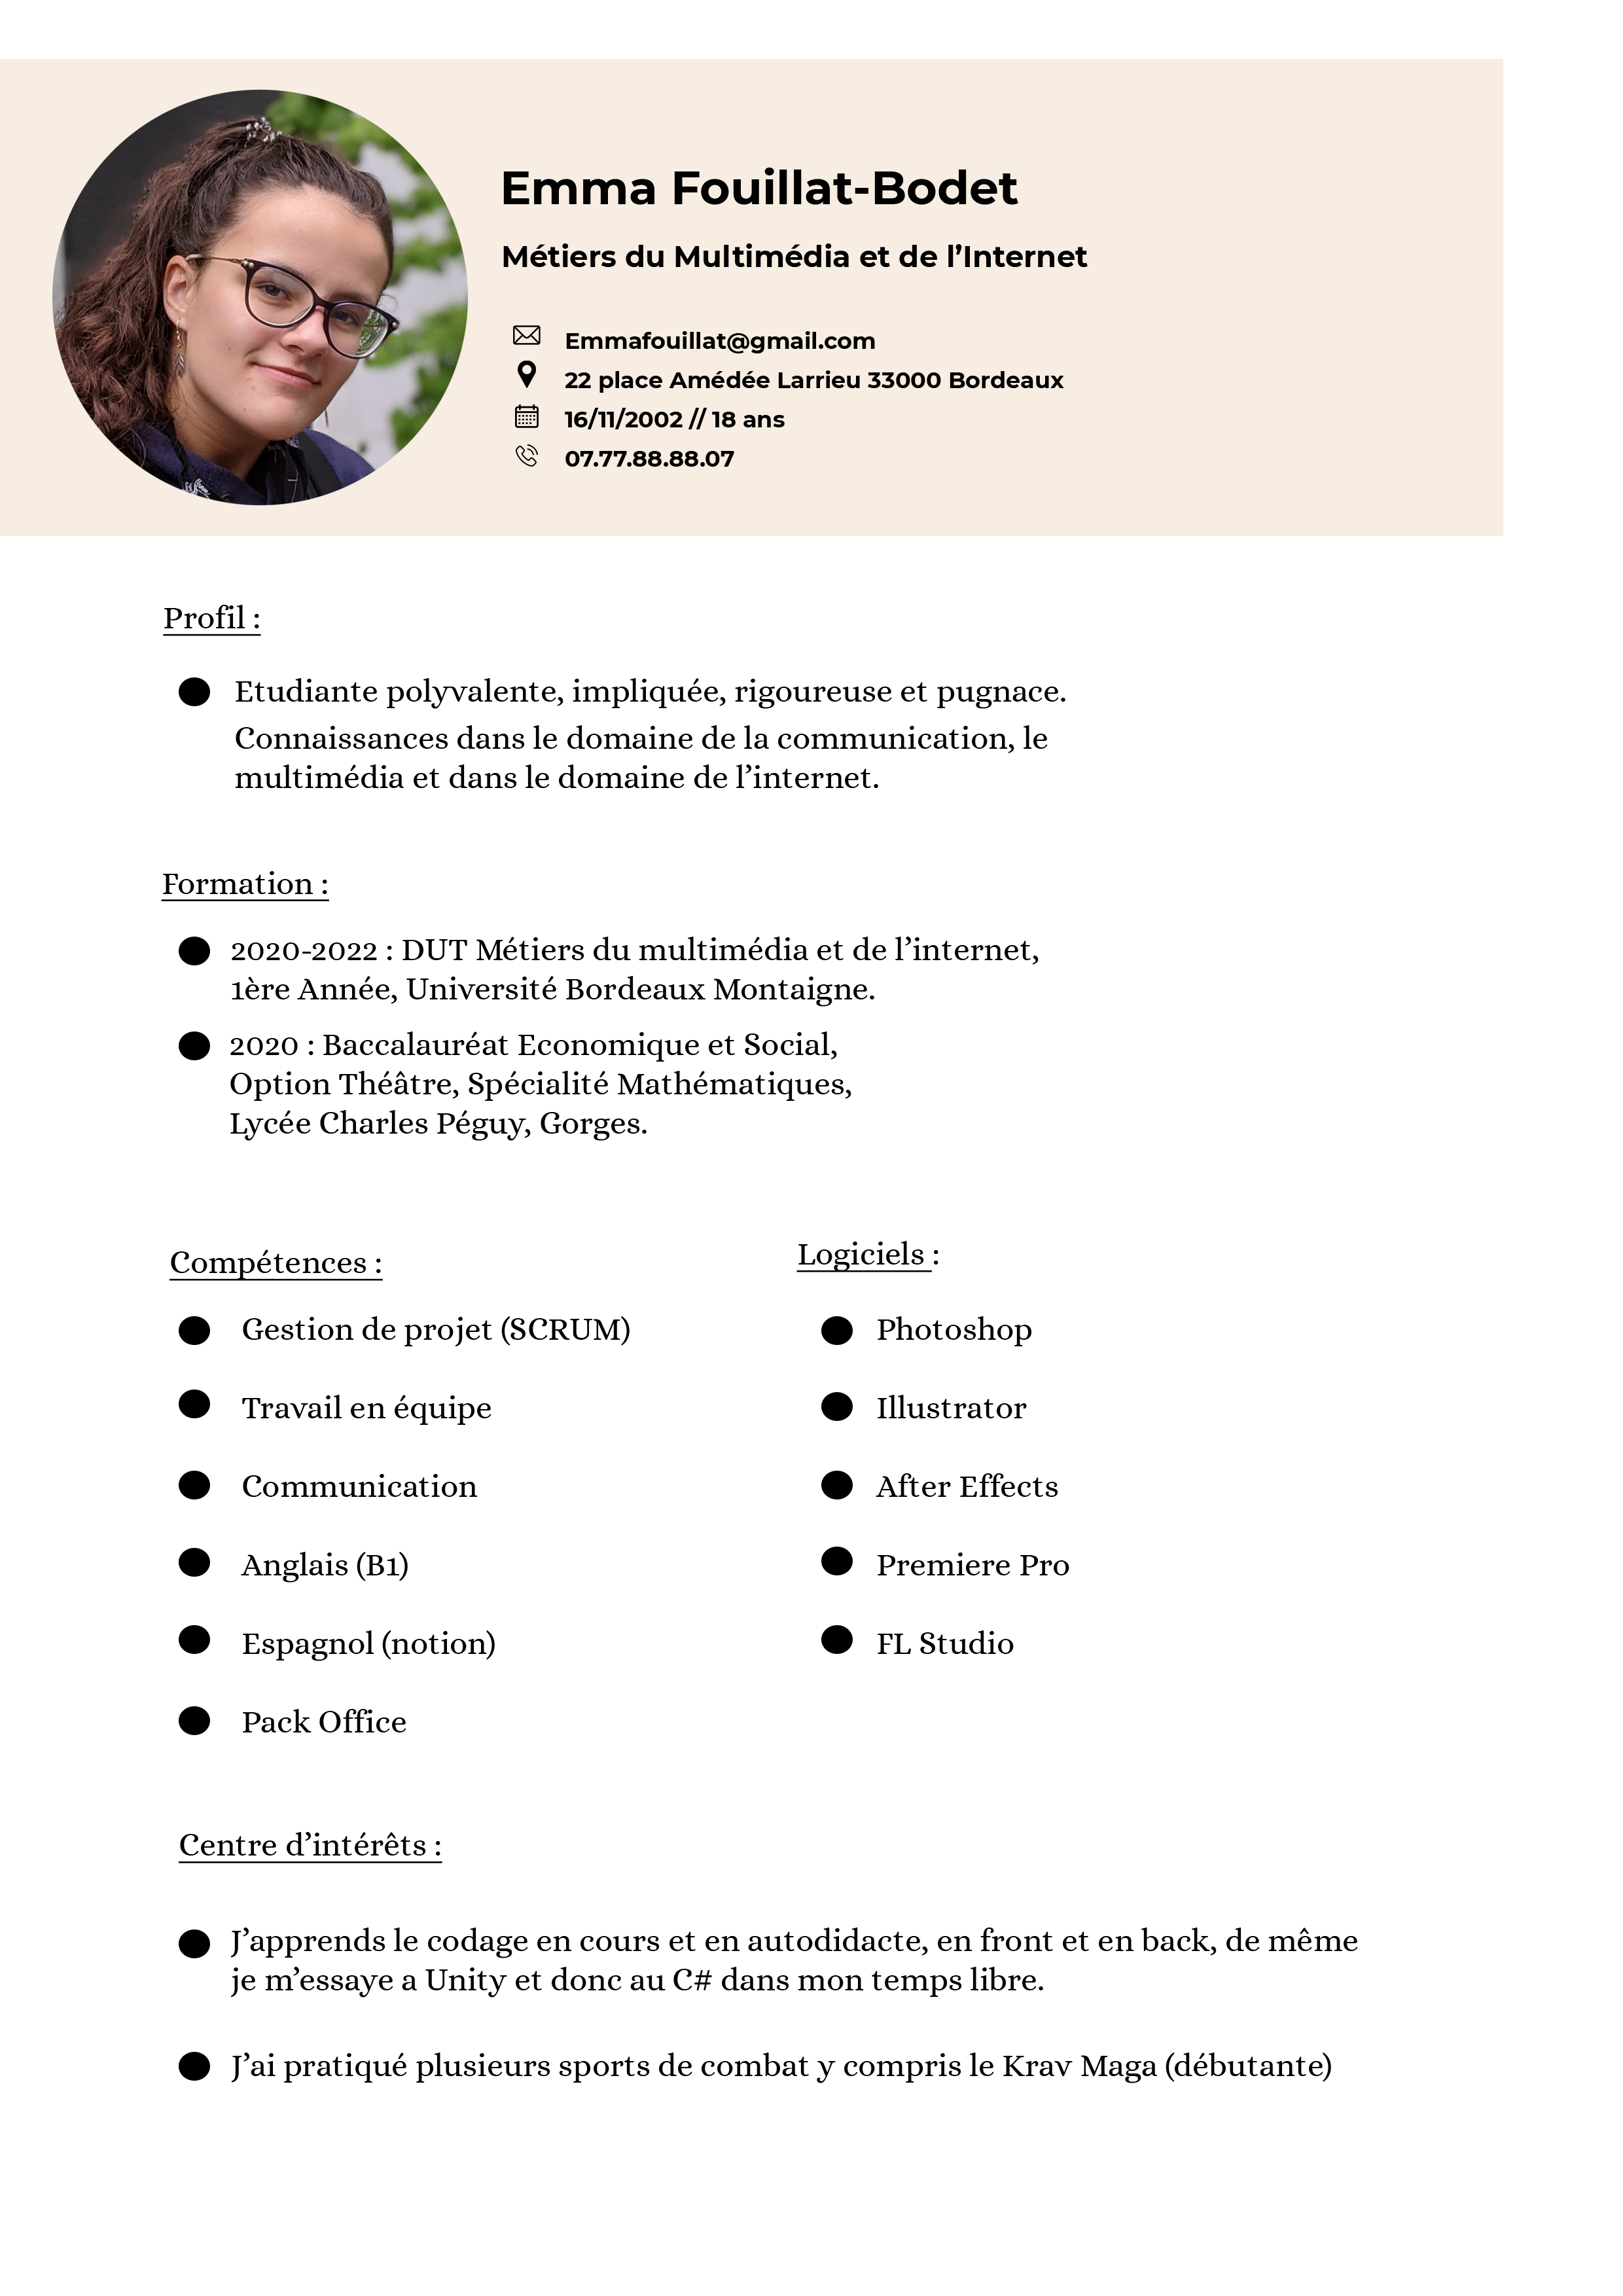 Emma Fouillat-Bodet
Métiers du Multimédia et de l’Internet
Emmafouillat@gmail.com
22 place Amédée Larrieu 33000 Bordeaux
16/11/2002 // 18 ans
07.77.88.88.07
Profil :
Etudiante polyvalente, impliquée, rigoureuse et pugnace.
Connaissances dans le domaine de la communication, le
multimédia et dans le domaine de l’internet.
Formation :
2020-2022 : DUT Métiers du multimédia et de l’internet,
1ère Année, Université Bordeaux Montaigne.
2020 : Baccalauréat Economique et Social,
Option Théâtre, Spécialité Mathématiques,
Lycée Charles Péguy, Gorges.
Compétences :
Gestion de projet (SCRUM)
Travail en équipe
Communication
Anglais (B1)
Espagnol (notion)
Pack Office
Logiciels :
Photoshop
Illustrator
After Effects
Premiere Pro
FL Studio
Centre d’intérêts :
J’apprends le codage en cours et en autodidacte, en front et en back, de même
je m’essaye a Unity et donc au C# dans mon temps libre.
J’ai pratiqué plusieurs sports de combat y compris le Krav Maga (débutante)